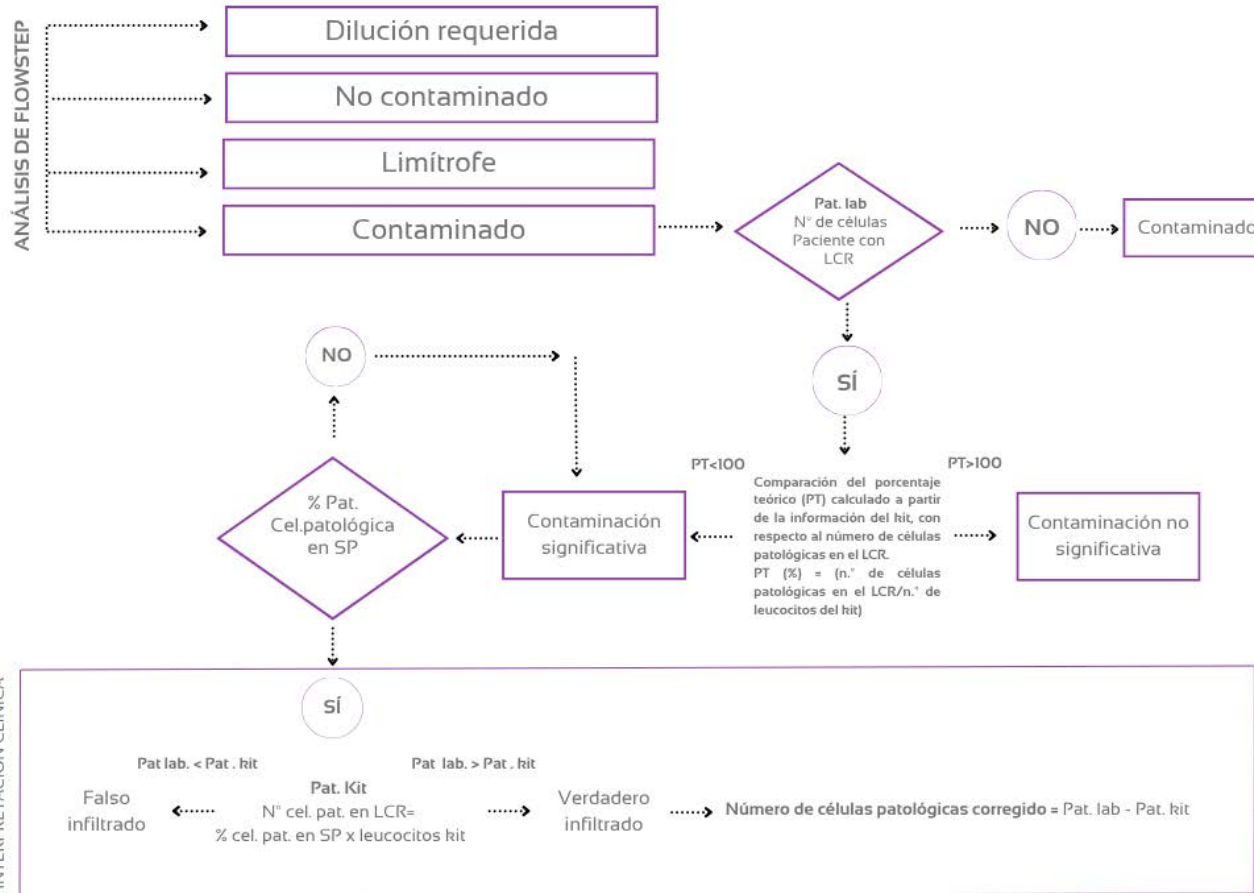 ANÁLISIS DE FLOWSTEP
Dilución requerida
No contaminado
Limítrofe
Contaminado
Pat. lab
N° de células
Paciente con
LCR
NO
Contaminado
SÍ
NO
% Pat.
Cel.patológica
en SP
Contaminación
significativa
PT<100
Comparación del porcentaje
teórico (PT) calculado a partir
de la información del kit, con
respecto al número de células
patológicas en el LCR.
PT (%) = (n.° de células
patológicas en el LCR/n.° de
leucocitos del kit)
PT>100
Contaminación no
significativa
INTERPRETACIÓN CLÍNICA
SÍ
Pat lab. < Pat . kit
Pat lab. > Pat . kit
Falso
infiltrado
Pat. Kit
N° cel. pat. en LCR=
% cel. pat. en SP x leucocitos kit
Verdadero
infiltrado
Número de células patológicas corregido = Pat. lab - Pat. kit